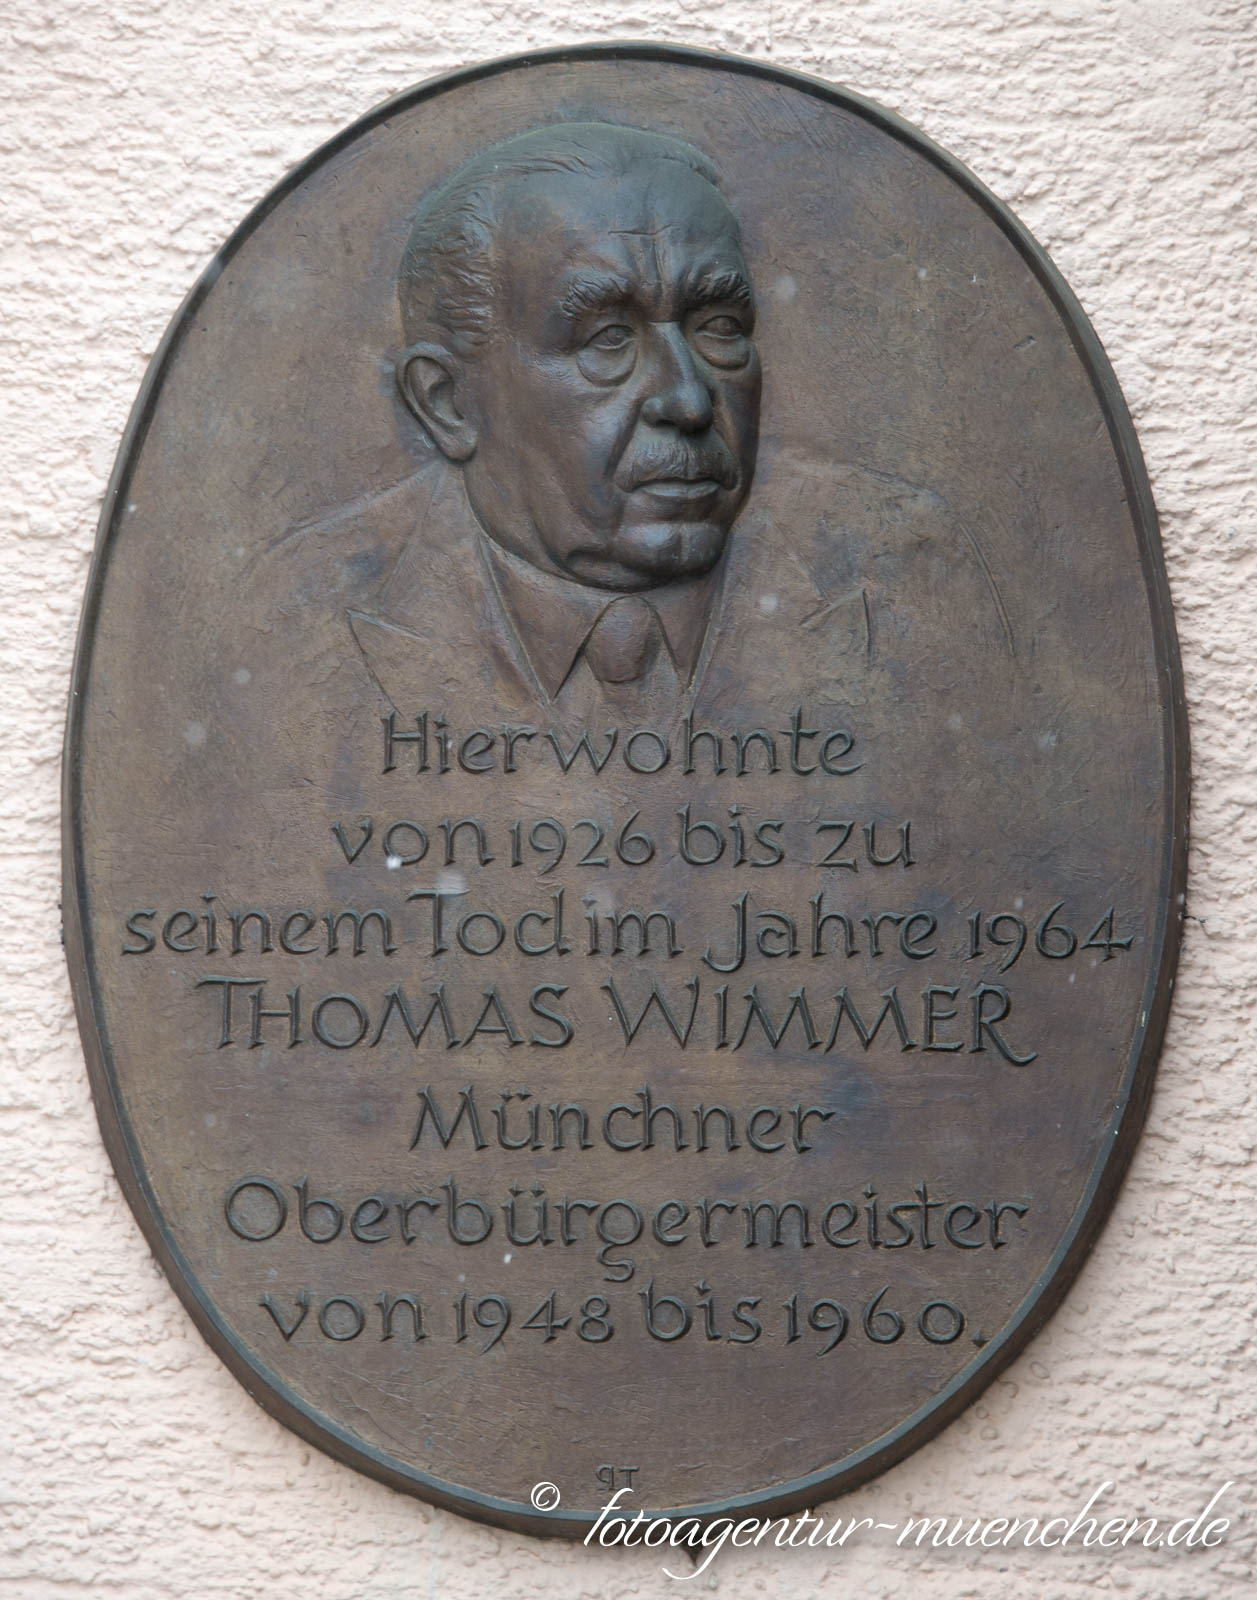 Hier wohnte
von 1926 bis zu
seinem Tod im Jahre 1964
THOMAS WIMMER
Münchner
Oberbürgermeister
von 1948 bis 1960.
© fotoagentur-muenchen.de